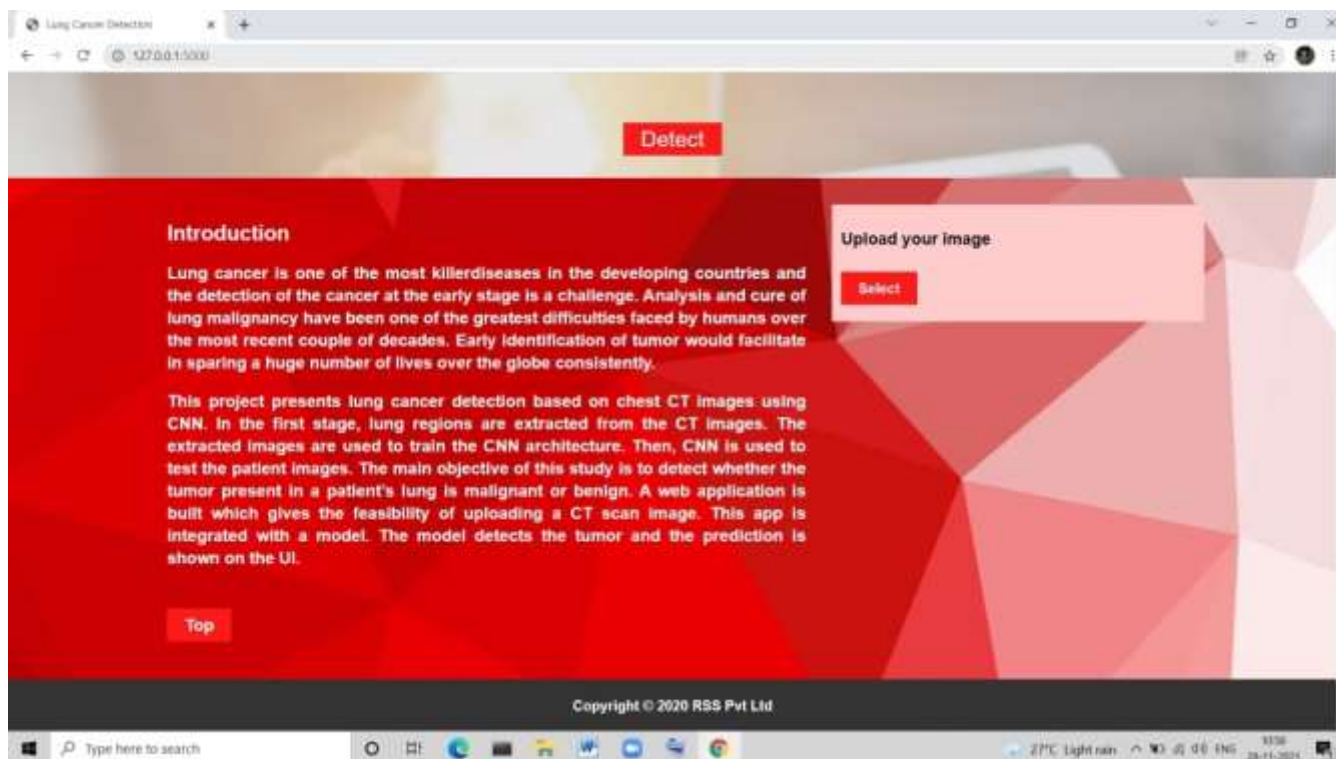 Lung Cancer Detection
127.0.0.1:5000
Detect
Introduction
Lung cancer is one of the most killerdiseases in the developing countries and
the detection of the cancer at the early stage is a challenge. Analysis and cure of
lung malignancy have been one of the greatest difficulties faced by humans over
the most recent couple of decades. Early identification of tumor would facilitate
in sparing a huge number of lives over the globe consistently.
This project presents lung cancer detection based on chest CT images using
CNN. In the first stage, lung regions are extracted from the CT images. The
extracted images are used to train the CNN architecture. Then, CNN is used to
test the patient images. The main objective of this study is to detect whether the
tumor present in a patient's lung is malignant or benign. A web application is
built which gives the feasibility of uploading a CT scan image. This app is
integrated with a model. The model detects the tumor and the prediction is
shown on the UI.
Top
Upload your image
Select
Copyright © 2020 RSS Pvt Ltd
Type here to search
27°C Light rain
ENG